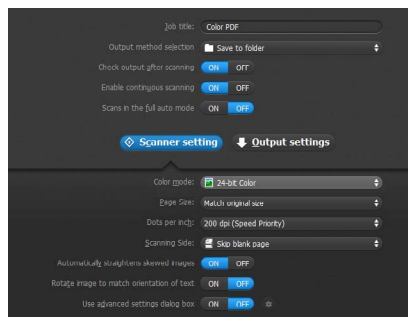 Job title: Color PDF
Output method selection Save to folder
Check output after scanning ON OFF
Enable continuous scanning ON OFF
Scans in the full auto mode ON OFF
Scanner setting Output settings
Color mode: 24-bit Color
Page Size: Match original size
Dots per inch: 200 dpi (Speed Priority)
Scanning Side: Skip blank page
Automatically straightens skewed images ON OFF
Rotate image to match orientation of text ON OFF
Use advanced settings dialog box ON OFF